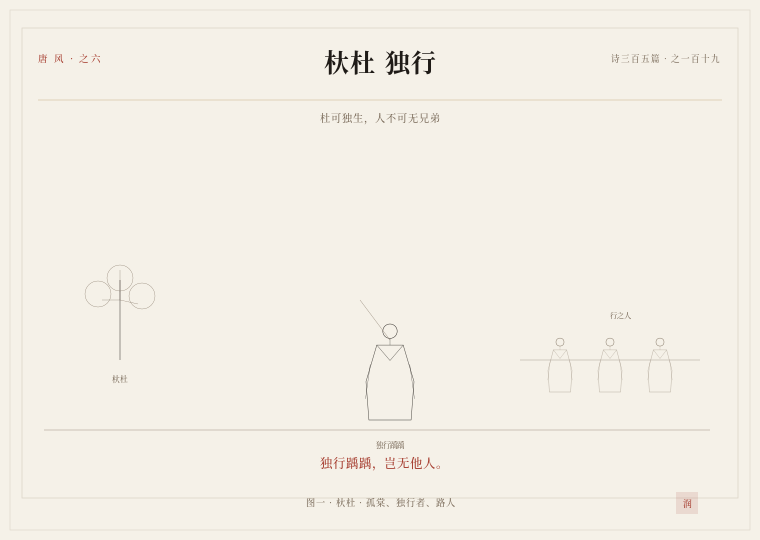 唐 风 · 之六
杕杜 独行
诗三百五篇 · 之一百十九
杜可独生，人不可无兄弟
行之人
杕杜
独行踽踽
独行踽踽，岂无他人。
图一 · 杕杜 · 孤棠、独行者、路人
润